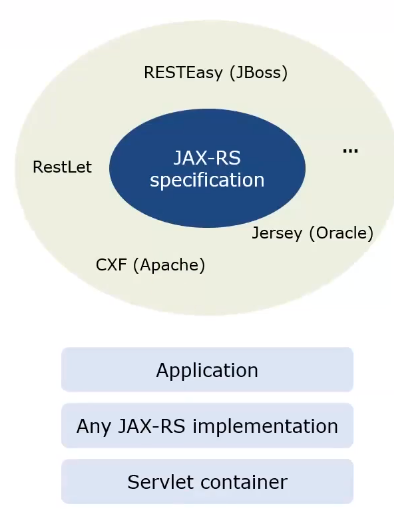 RESTEasy (JBoss)
...
JAX-RS
specification
RestLet
Jersey (Oracle)
CXF (Apache)
Application
Any JAX-RS implementation
Servlet container